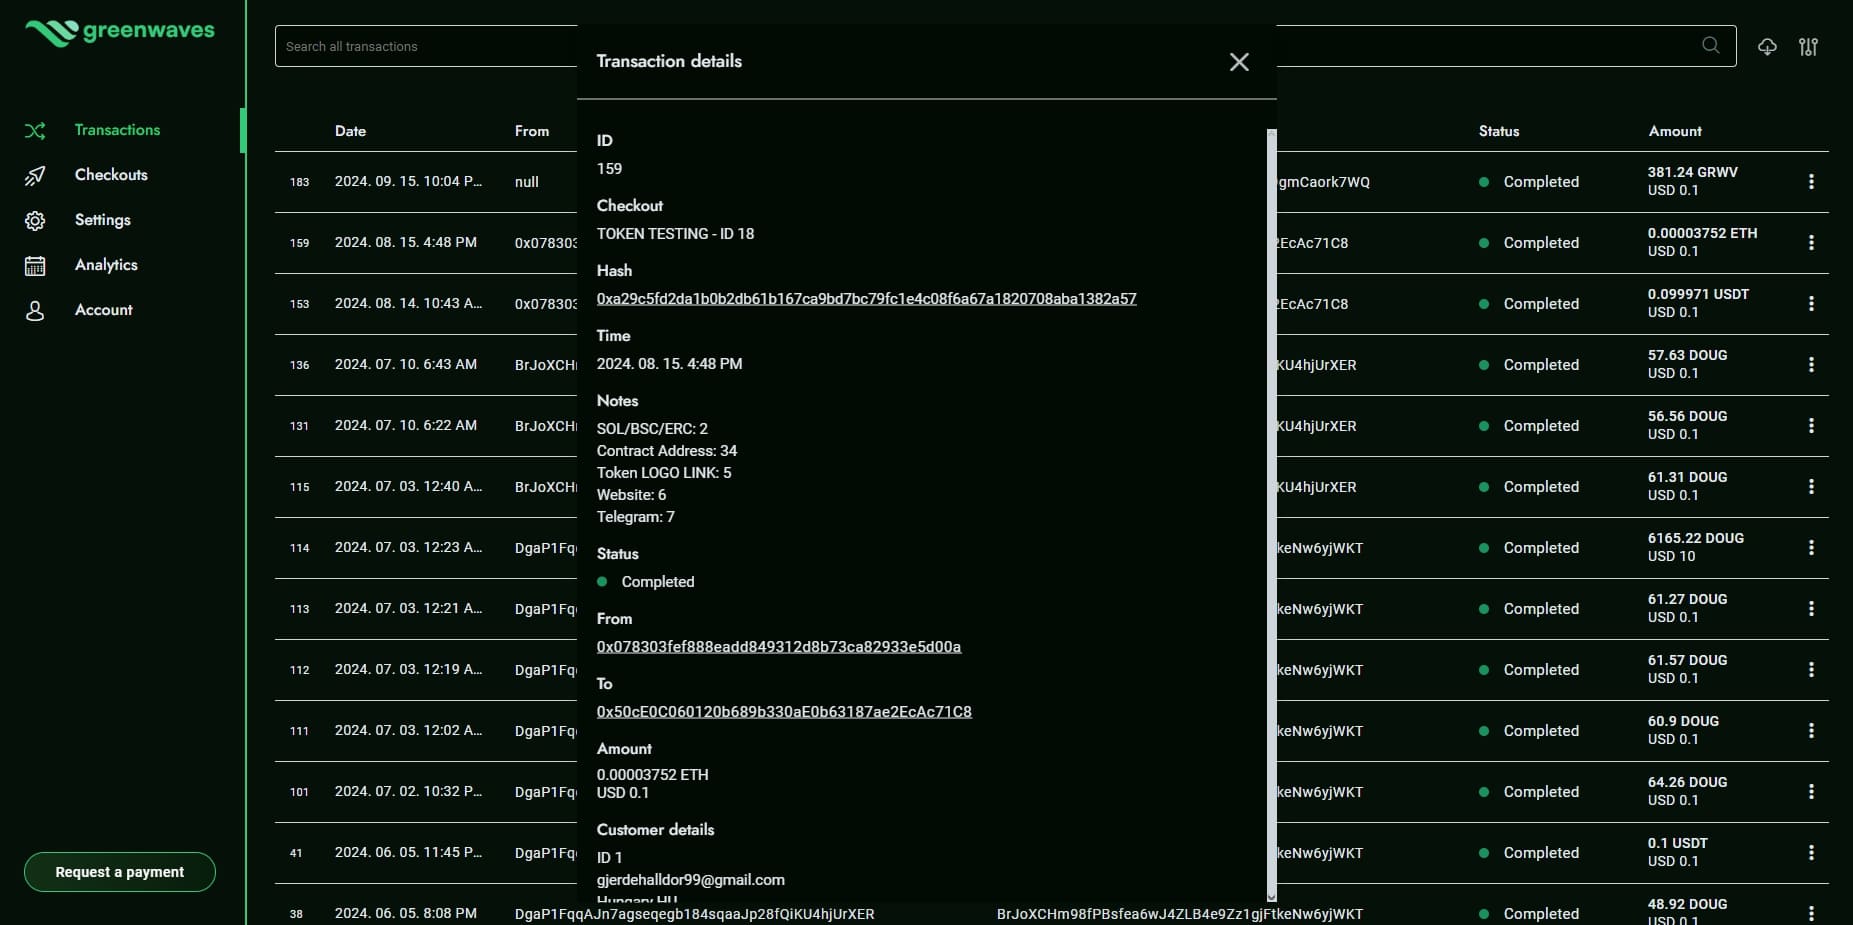 greenwaves
Transactions
Checkouts
Settings
Analytics
Account
Request a payment
Search all transactions
Date From Status Amount
183 2024. 09. 15. 10:04 P... null gmCaork7WQ Completed 381.24 GRWV
USD 0.1
159 2024. 08. 15. 4:48 PM 0x078303 EcAc71C8 Completed 0.00003752 ETH
USD 0.1
153 2024. 08. 14. 10:43 A... 0x078303 EcAc71C8 Completed 0.099971 USDT
USD 0.1
136 2024. 07. 10. 6:43 AM BrJoXCH KU4hjUrXER Completed 57.63 DOUG
USD 0.1
131 2024. 07. 10. 6:22 AM BrJoXCH KU4hjUrXER Completed 56.56 DOUG
USD 0.1
115 2024. 07. 03. 12:40 A... BrJoXCH KU4hjUrXER Completed 61.31 DOUG
USD 0.1
114 2024. 07. 03. 12:23 A... DgaP1Fq keNw6yjWKT Completed 6165.22 DOUG
USD 10
113 2024. 07. 03. 12:21 A... DgaP1Fq keNw6yjWKT Completed 61.27 DOUG
USD 0.1
112 2024. 07. 03. 12:19 A... DgaP1Fq keNw6yjWKT Completed 61.57 DOUG
USD 0.1
111 2024. 07. 03. 12:02 A... DgaP1Fq keNw6yjWKT Completed 60.9 DOUG
USD 0.1
101 2024. 07. 02. 10:32 P... DgaP1Fq keNw6yjWKT Completed 64.26 DOUG
USD 0.1
41 2024. 06. 05. 11:45 P... DgaP1Fq keNw6yjWKT Completed 0.1 USDT
USD 0.1
38 2024. 06. 05. 8:08 PM DgaP1FqqAJn7agseqegb184sqaaJp28fQiKU4hjUrXER BrJoXCHm98fPBsfea6wJ4ZLB4e9Zz1gjFtkeNw6yjWKT Completed 48.92 DOUG
USD 0.1
Transaction details
ID
159
Checkout
TOKEN TESTING - ID 18
Hash
0xa29c5fd2da1b0b2db61b167ca9bd7bc79fc1e4c08f6a67a1820708aba1382a57
Time
2024. 08. 15. 4:48 PM
Notes
SOL/BSC/ERC: 2
Contract Address: 34
Token LOGO LINK: 5
Website: 6
Telegram: 7
Status
Completed
From
0x078303fef888eadd849312d8b73ca82933e5d00a
To
0x50cE0C060120b689b330aE0b63187ae2EcAc71C8
Amount
0.00003752 ETH
USD 0.1
Customer details
ID 1
gjerdehalldor99@gmail.com
Hungary HU